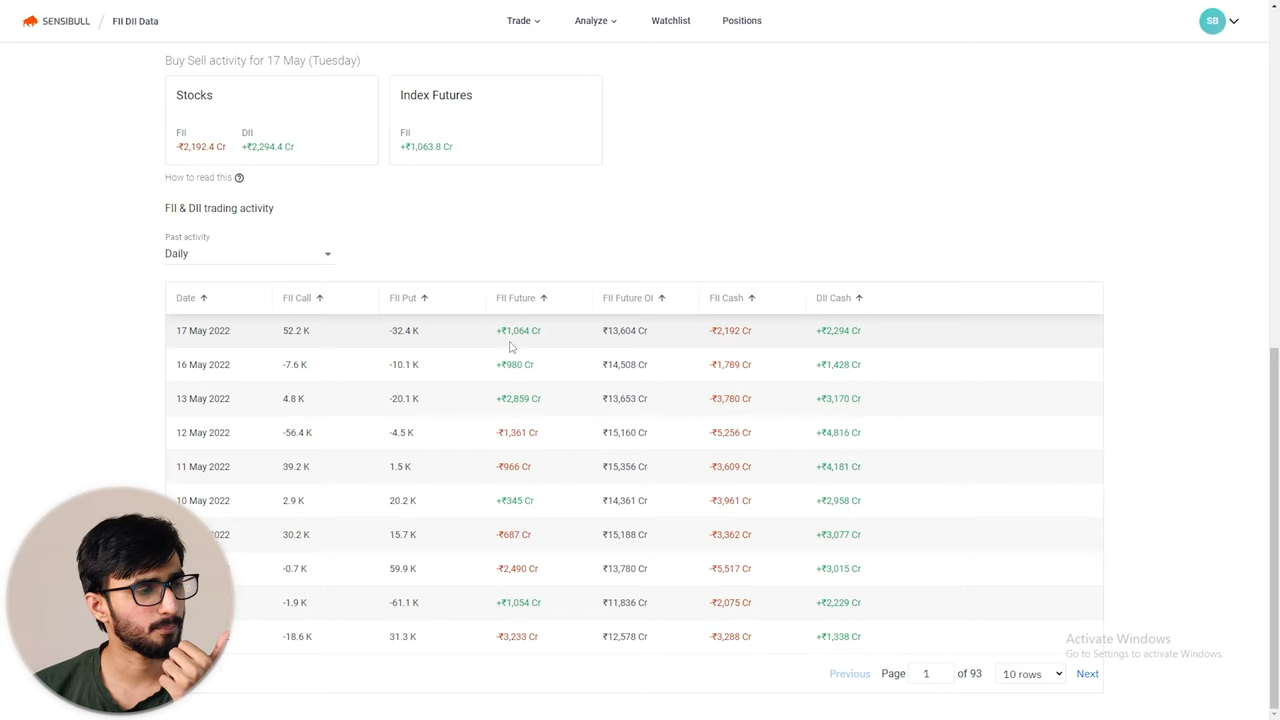 SENSIBULL / FII DII Data Trade Analyze Watchlist Positions SB
Buy Sell activity for 17 May (Tuesday)
Stocks Index Futures
FII DII FII
-₹2,192.4 Cr +₹2,294.4 Cr +₹1,063.8 Cr
How to read this
FII & DII trading activity
Past activity
Daily
Date FII Call FII Put FII Future FII Future OI FII Cash DII Cash
17 May 2022 52.2 K -32.4 K +₹1,064 Cr ₹13,604 Cr -₹2,192 Cr +₹2,294 Cr
16 May 2022 -7.6 K -10.1 K +₹980 Cr ₹14,508 Cr -₹1,789 Cr +₹1,428 Cr
13 May 2022 4.8 K -20.1 K +₹2,859 Cr ₹13,653 Cr -₹3,780 Cr +₹3,170 Cr
12 May 2022 -56.4 K -4.5 K -₹1,361 Cr ₹15,160 Cr -₹5,256 Cr +₹4,816 Cr
11 May 2022 39.2 K 1.5 K -₹966 Cr ₹15,356 Cr -₹3,609 Cr +₹4,181 Cr
10 May 2022 2.9 K 20.2 K +₹345 Cr ₹14,361 Cr -₹3,961 Cr +₹2,958 Cr
2022 30.2 K 15.7 K -₹687 Cr ₹15,188 Cr -₹3,362 Cr +₹3,077 Cr
-0.7 K 59.9 K -₹2,490 Cr ₹13,780 Cr -₹5,517 Cr +₹3,015 Cr
-1.9 K -61.1 K +₹1,054 Cr ₹11,836 Cr -₹2,075 Cr +₹2,229 Cr
-18.6 K 31.3 K -₹3,233 Cr ₹12,578 Cr -₹3,288 Cr +₹1,338 Cr
Activate Windows
Go to Settings to activate Windows.
Previous Page 1 of 93 10 rows Next